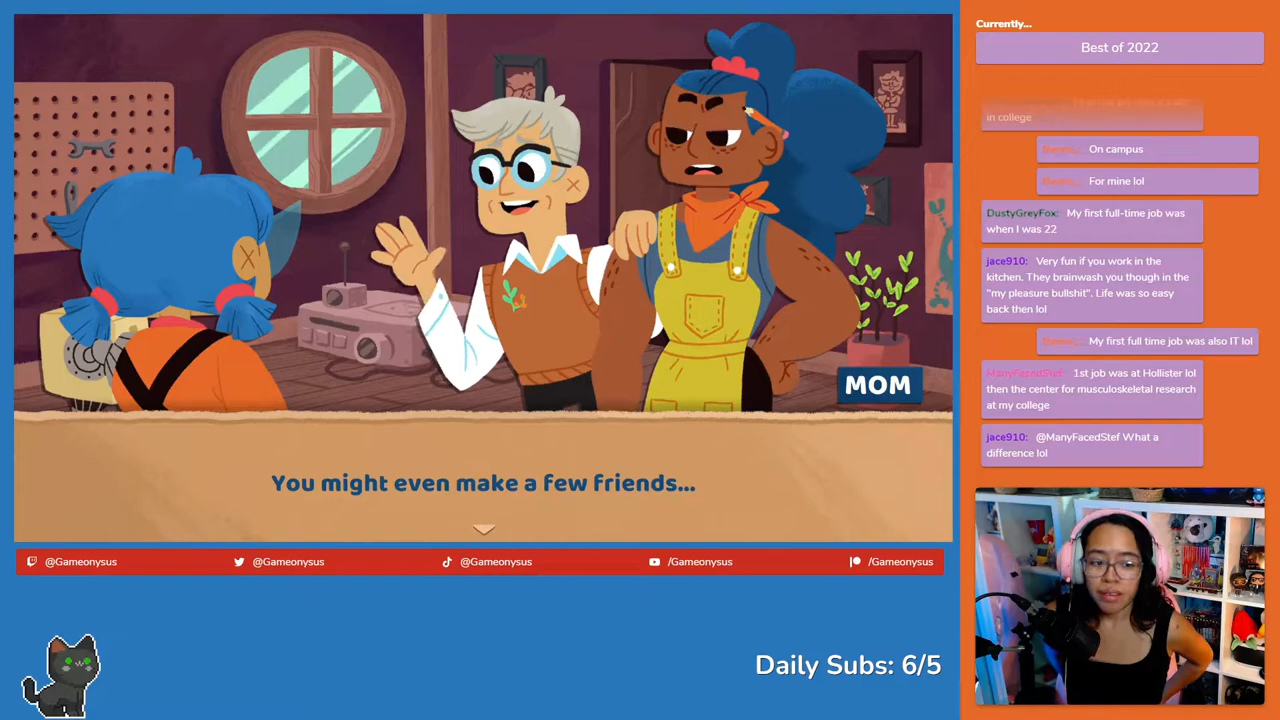 Currently...
Best of 2022
in college
On campus
For mine lol
DustyGreyFox: My first full-time job was
when I was 22
jace910: Very fun if you work in the
kitchen. They brainwash you though in the
"my pleasure bullshit". Life was so easy
back then lol
My first full time job was also IT lol
ManyFacedStef: 1st job was at Hollister lol
then the center for musculoskeletal research
at my college
jace910: @ManyFacedStef What a
difference lol
MOM
You might even make a few friends...
@Gameonysus
@Gameonysus
@Gameonysus
/Gameonysus
/Gameonysus
Daily Subs: 6/5